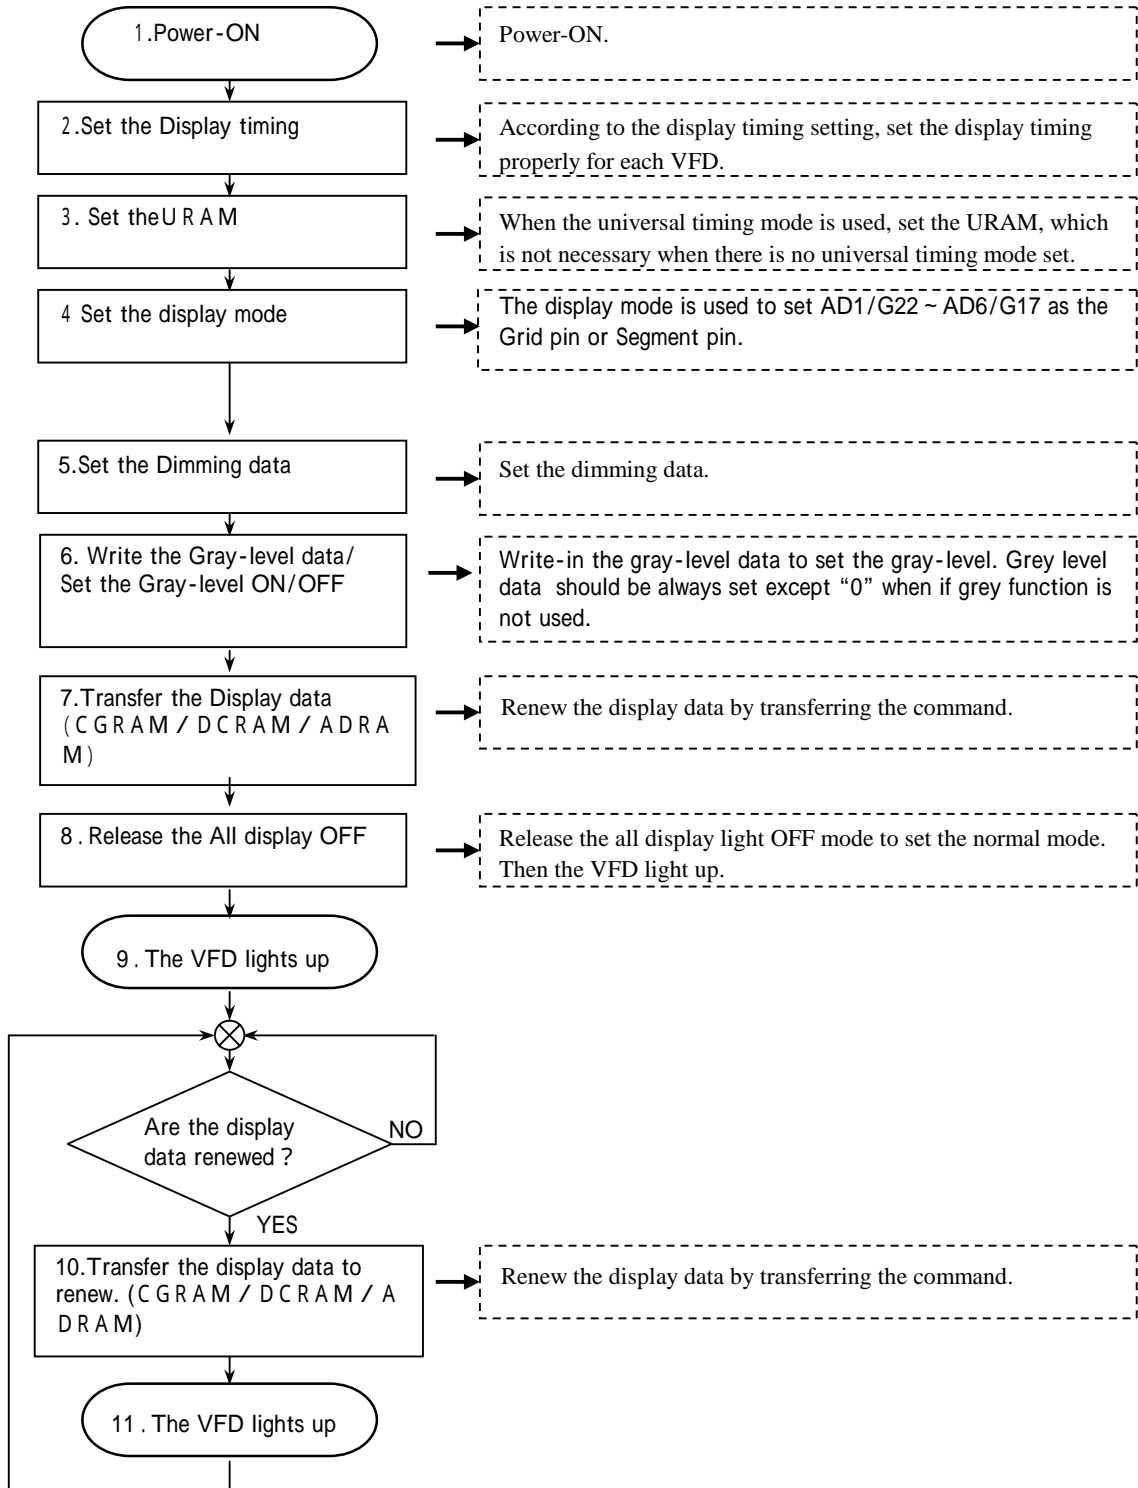 1.Power-ON
Power-ON.
2.Set the Display timing
According to the display timing setting, set the display timing
properly for each VFD.
3. Set theURAM
When the universal timing mode is used, set the URAM, which
is not necessary when there is no universal timing mode set.
4 Set the display mode
The display mode is used to set AD1/G22 ~ AD6/G17 as the
Grid pin or Segment pin.
5.Set the Dimming data
Set the dimming data.
6. Write the Gray-level data/
Set the Gray-level ON/OFF
Write-in the gray-level data to set the gray-level. Grey level
data should be always set except “0” when if grey function is
not used.
7.Transfer the Display data
(CGRAM/DCRAM/ADRA
M)
Renew the display data by transferring the command.
8. Release the All display OFF
Release the all display light OFF mode to set the normal mode.
Then the VFD light up.
9. The VFD lights up
Are the display
data renewed?
NO
YES
10.Transfer the display data to
renew. (CGRAM/DCRAM/A
DRAM)
Renew the display data by transferring the command.
11. The VFD lights up